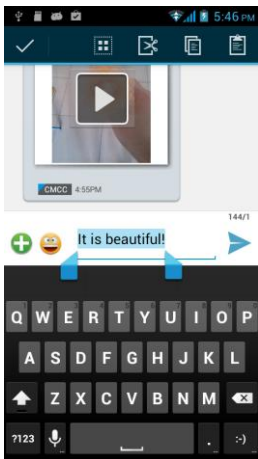 5:46 PM
CMCC 4:55PM
144/1
It is beautiful!
Q W E R T Y U I O P
A S D F G H J K L
Z X C V B N M
?123 . :-)